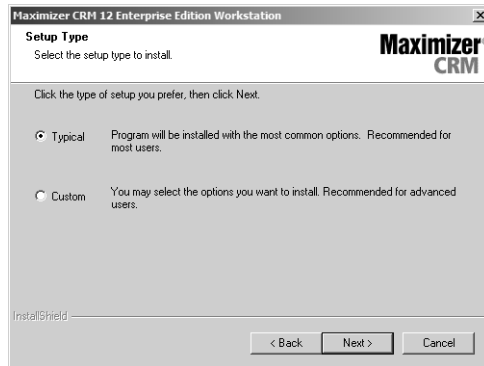 Maximizer CRM 12 Enterprise Edition Workstation
Setup Type
Select the setup type to install.
Maximizer
CRM
Click the type of setup you prefer, then click Next.
Typical
Program will be installed with the most common options. Recommended for
most users.
Custom
You may select the options you want to install. Recommended for advanced
users.
InstallShield
< Back
Next >
Cancel